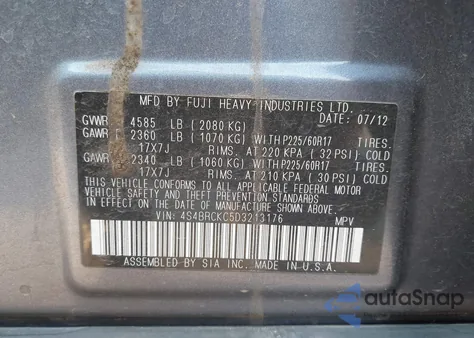 MFD BY FUJI HEAVY INDUSTRIES LTD.
DATE: 07/12
GVWR 4585 LB (2080 KG)
GAWR F 2360 LB (1070 KG) WITH P225/60R17 TIRES.
17X7J RIMS. AT 220 KPA (32 PSI) COLD
GAWR R 2340 LB (1060 KG) WITH P225/60R17 TIRES.
17X7J RIMS. AT 210 KPA (30 PSI) COLD
THIS VEHICLE CONFORMS TO ALL APPLICABLE
FEDERAL MOTOR VEHICLE SAFETY STANDARDS
IN EFFECT ON THE DATE OF MANUFACTURE SHOWN ABOVE.
VIN: 4S4BRCKC5D3213176 MPV
ASSEMBLED BY SIA INC. MADE IN U.S.A.
autoSnap